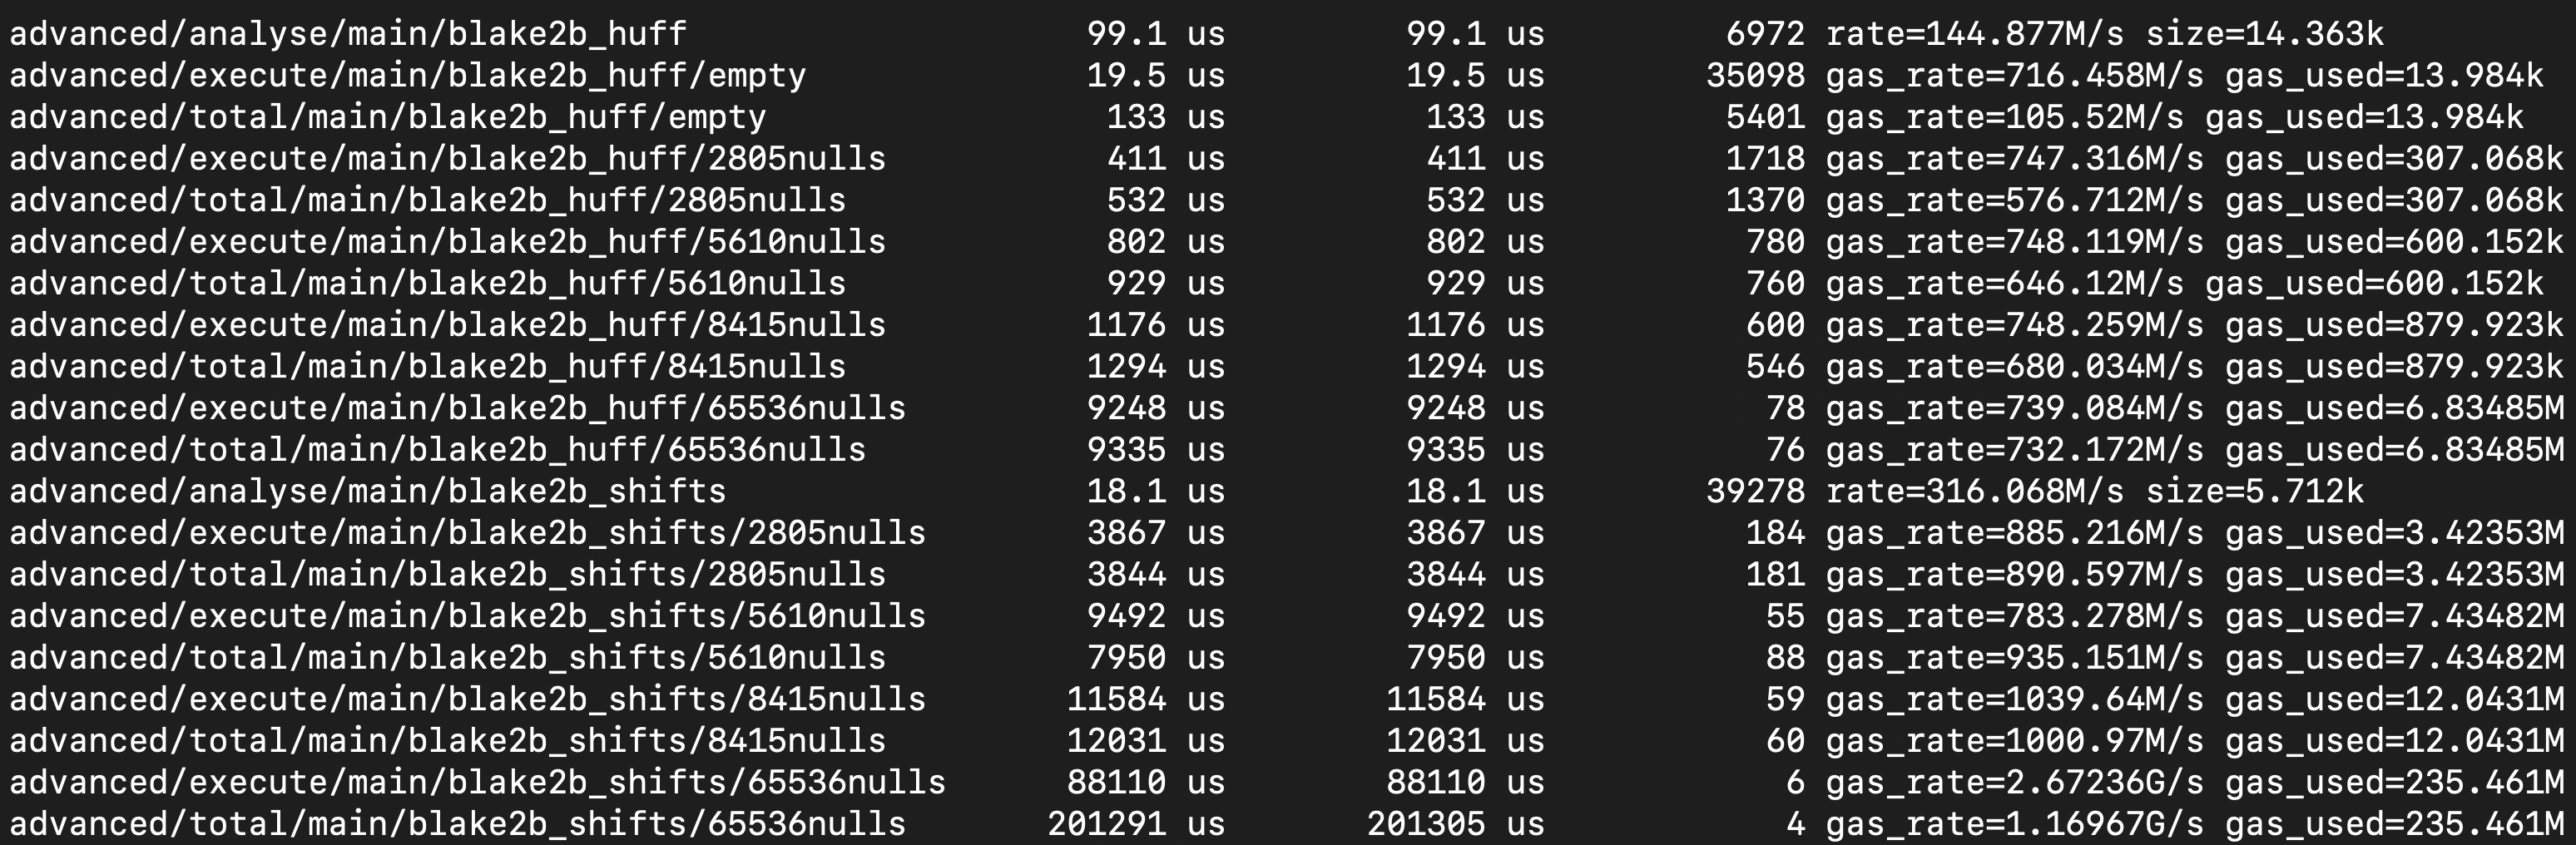 advanced/analyse/main/blake2b_huff 99.1 us 99.1 us 6972 rate=144.877M/s size=14.363k
advanced/execute/main/blake2b_huff/empty 19.5 us 19.5 us 35098 gas_rate=716.458M/s gas_used=13.984k
advanced/total/main/blake2b_huff/empty 133 us 133 us 5401 gas_rate=105.52M/s gas_used=13.984k
advanced/execute/main/blake2b_huff/2805nulls 411 us 411 us 1718 gas_rate=747.316M/s gas_used=307.068k
advanced/total/main/blake2b_huff/2805nulls 532 us 532 us 1370 gas_rate=576.712M/s gas_used=307.068k
advanced/execute/main/blake2b_huff/5610nulls 802 us 802 us 780 gas_rate=748.119M/s gas_used=600.152k
advanced/total/main/blake2b_huff/5610nulls 929 us 929 us 760 gas_rate=646.12M/s gas_used=600.152k
advanced/execute/main/blake2b_huff/8415nulls 1176 us 1176 us 600 gas_rate=748.259M/s gas_used=879.923k
advanced/total/main/blake2b_huff/8415nulls 1294 us 1294 us 546 gas_rate=680.034M/s gas_used=879.923k
advanced/execute/main/blake2b_huff/65536nulls 9248 us 9248 us 78 gas_rate=739.084M/s gas_used=6.83485M
advanced/total/main/blake2b_huff/65536nulls 9335 us 9335 us 76 gas_rate=732.172M/s gas_used=6.83485M
advanced/analyse/main/blake2b_shifts 18.1 us 18.1 us 39278 rate=316.068M/s size=5.712k
advanced/execute/main/blake2b_shifts/2805nulls 3867 us 3867 us 184 gas_rate=885.216M/s gas_used=3.42353M
advanced/total/main/blake2b_shifts/2805nulls 3844 us 3844 us 181 gas_rate=890.597M/s gas_used=3.42353M
advanced/execute/main/blake2b_shifts/5610nulls 9492 us 9492 us 55 gas_rate=783.278M/s gas_used=7.43482M
advanced/total/main/blake2b_shifts/5610nulls 7950 us 7950 us 88 gas_rate=935.151M/s gas_used=7.43482M
advanced/execute/main/blake2b_shifts/8415nulls 11584 us 11584 us 59 gas_rate=1039.64M/s gas_used=12.0431M
advanced/total/main/blake2b_shifts/8415nulls 12031 us 12031 us 60 gas_rate=1000.97M/s gas_used=12.0431M
advanced/execute/main/blake2b_shifts/65536nulls 88110 us 88110 us 6 gas_rate=2.67236G/s gas_used=235.461M
advanced/total/main/blake2b_shifts/65536nulls 201291 us 201305 us 4 gas_rate=1.16967G/s gas_used=235.461M